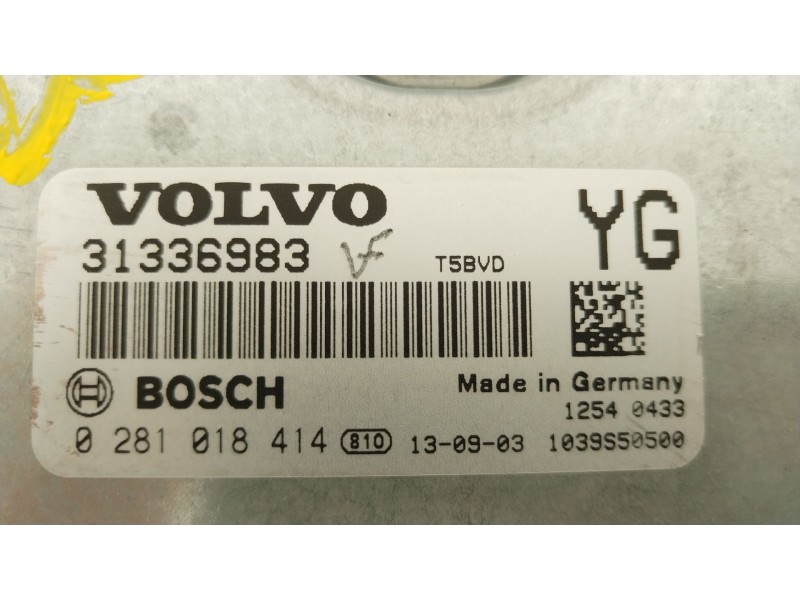 VOLVO
YG
31336983 VF T5BVD
BOSCH Made in Germany
1254 0433
0 281 018 414 810 13-09-03 1039S50500